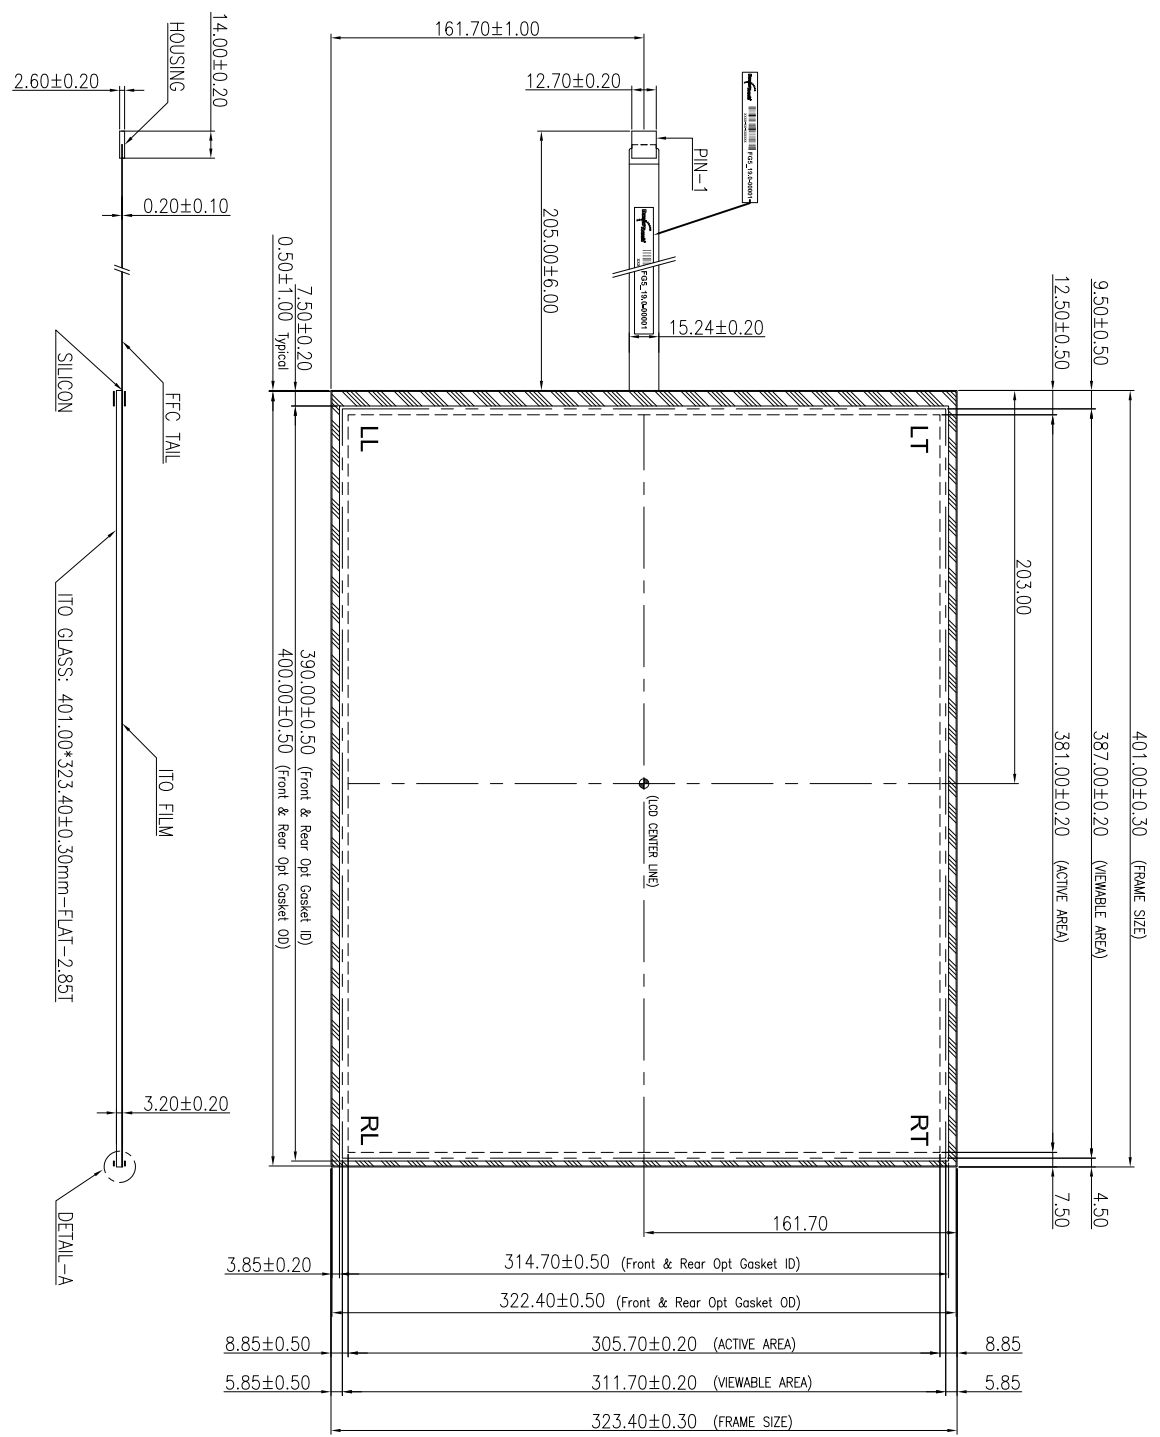 161.70±1.00
12.70±0.20
14.00±0.20
HOUSING
2.60±0.20
0.20±0.10
PIN-1
FG5_19.0-00001
205.00±6.00
FG5_19.0-00001
15.24±0.20
7.50±0.20
0.50±1.00 Typical
9.50±0.50
12.50±0.50
SILICON
FFC TAIL
LL
LT
203.00
401.00±0.30 (FRAME SIZE)
387.00±0.20 (VIEWABLE AREA)
381.00±0.20 (ACTIVE AREA)
390.00±0.50 (Front & Rear Opt Gasket ID)
400.00±0.50 (Front & Rear Opt Gasket OD)
(LCD CENTER LINE)
ITO GLASS: 401.00*323.40±0.30mm-FLAT-2.85T
ITO FILM
3.20±0.20
RL
RT
4.50
7.50
DETAIL-A
161.70
3.85±0.20
314.70±0.50 (Front & Rear Opt Gasket ID)
322.40±0.50 (Front & Rear Opt Gasket OD)
8.85±0.50
305.70±0.20 (ACTIVE AREA)
8.85
5.85±0.50
311.70±0.20 (VIEWABLE AREA)
5.85
323.40±0.30 (FRAME SIZE)